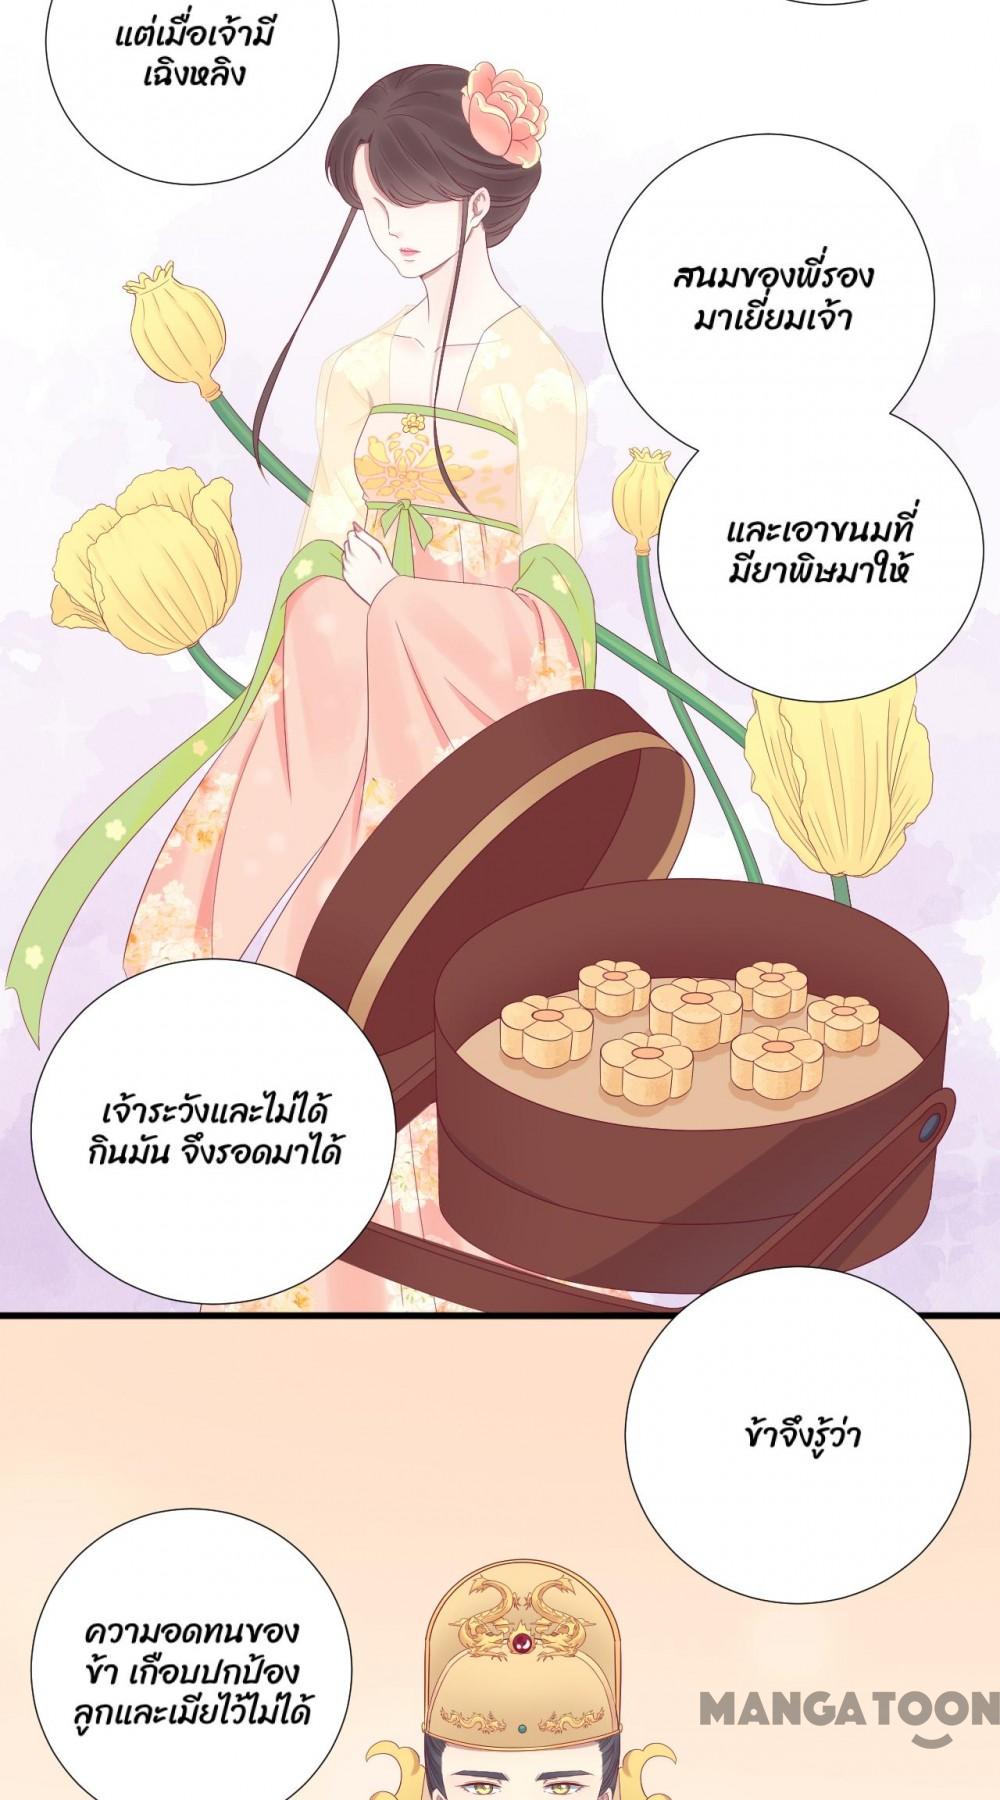 แต่เมื่อเจ้ามี
เฉิงหลิง
สนมของพี่รอง
มาเยี่ยมเจ้า
และเอาขนมที่
มียาพิษมาให้
เจ้าระวังและไม่ได้
กินมัน จึงรอดมาได้
ข้าจึงรู้ว่า
ความอดทนของ
ข้า เกือบปกป้อง
ลูกและเมียไว้ไม่ได้
MANGATOON